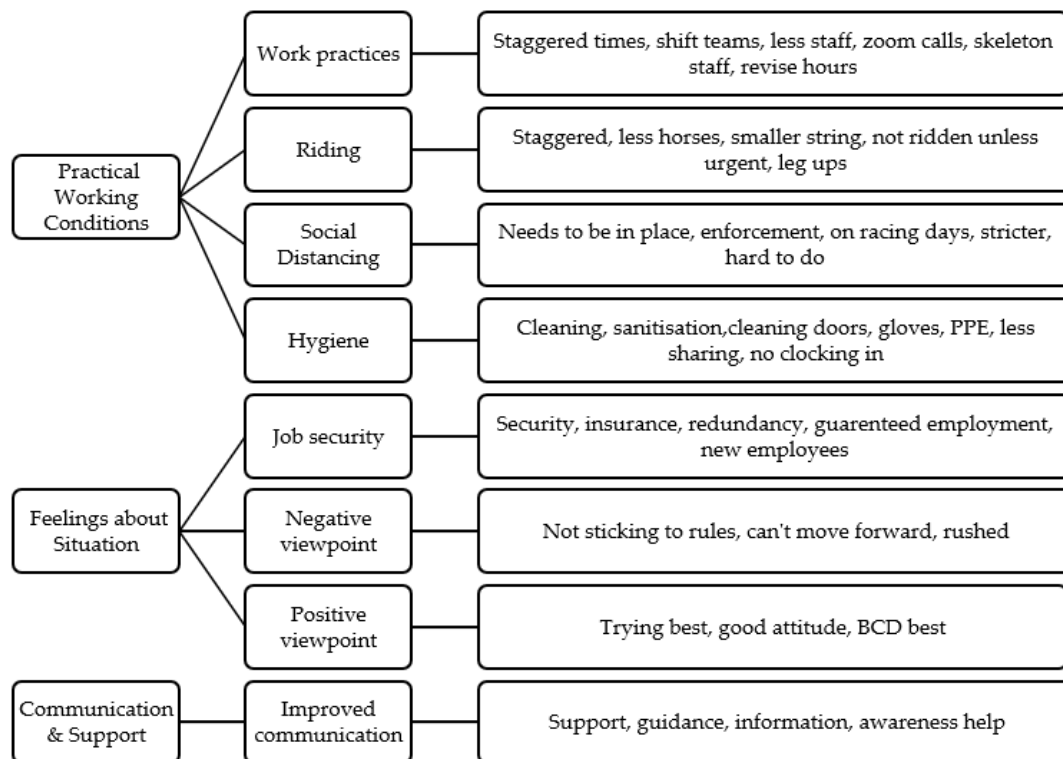 Practical
Working
Conditions
Work practices
Staggered times, shift teams, less staff, zoom calls, skeleton
staff, revise hours
Riding
Staggered, less horses, smaller string, not ridden unless
urgent, leg ups
Social
Distancing
Needs to be in place, enforcement, on racing days, stricter,
hard to do
Hygiene
Cleaning, sanitisation,cleaning doors, gloves, PPE, less
sharing, no clocking in
Feelings about
Situation
Job security
Security, insurance, redundancy, guarenteed employment,
new employees
Negative
viewpoint
Not sticking to rules, can't move forward, rushed
Positive
viewpoint
Trying best, good attitude, BCD best
Communication
& Support
Improved
communication
Support, guidance, information, awareness help